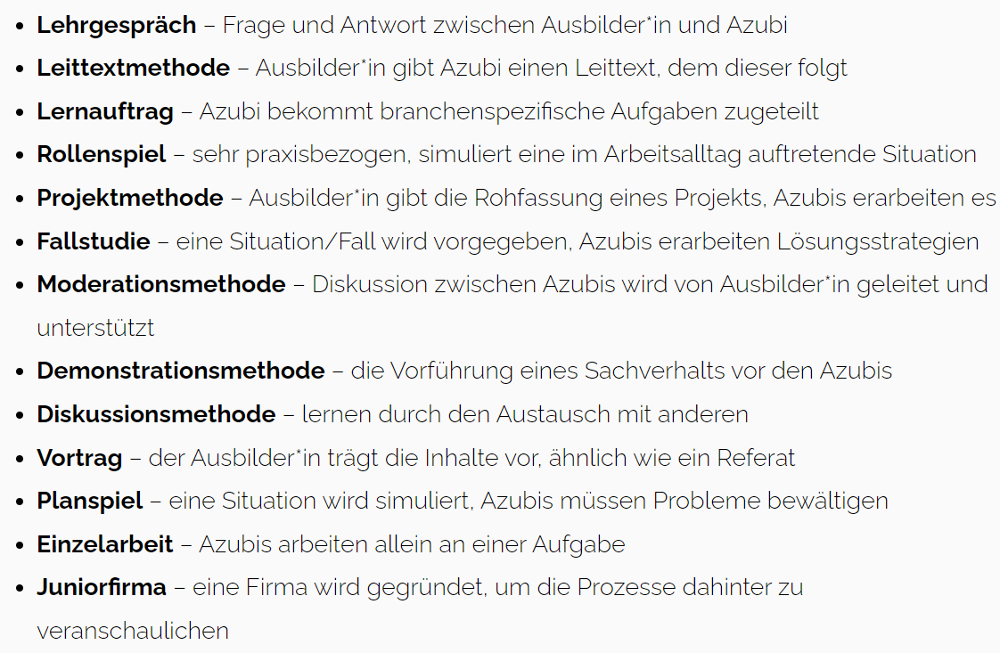 • Lehrgespräch – Frage und Antwort zwischen Ausbilder*in und Azubi
• Leittextmethode – Ausbilder*in gibt Azubi einen Leittext, dem dieser folgt
• Lernauftrag – Azubi bekommt branchenspezifische Aufgaben zugeteilt
• Rollenspiel – sehr praxisbezogen, simuliert eine im Arbeitsalltag auftretende Situation
• Projektmethode – Ausbilder*in gibt die Rohfassung eines Projekts, Azubis erarbeiten es
• Fallstudie – eine Situation/Fall wird vorgegeben, Azubis erarbeiten Lösungsstrategien
• Moderationsmethode – Diskussion zwischen Azubis wird von Ausbilder*in geleitet und
unterstützt
• Demonstrationsmethode – die Vorführung eines Sachverhalts vor den Azubis
• Diskussionsmethode – lernen durch den Austausch mit anderen
• Vortrag – der Ausbilder*in trägt die Inhalte vor, ähnlich wie ein Referat
• Planspiel – eine Situation wird simuliert, Azubis müssen Probleme bewältigen
• Einzelarbeit – Azubis arbeiten allein an einer Aufgabe
• Juniorfirma – eine Firma wird gegründet, um die Prozesse dahinter zu
veranschaulichen